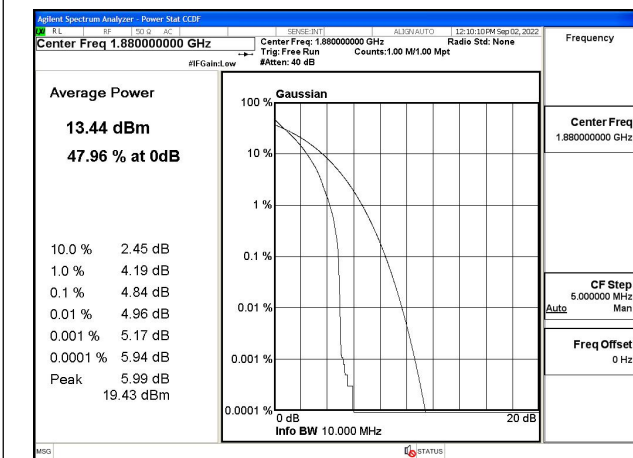 Agilent Spectrum Analyzer - Power Stat CCDF
LXI RL RF 50 Ω AC SENSE:INT ALIGN AUTO 12:10:10 PM Sep 02, 2022
Center Freq 1.880000000 GHz
Center Freq: 1.880000000 GHz Radio Std: None
Trig: Free Run Counts:1.00 M/1.00 Mpt
#IFGain:Low #Atten: 40 dB
Frequency
Average Power
13.44 dBm
47.96 % at 0dB
10.0 % 2.45 dB
1.0 % 4.19 dB
0.1 % 4.84 dB
0.01 % 4.96 dB
0.001 % 5.17 dB
0.0001 % 5.94 dB
Peak 5.99 dB
19.43 dBm
Gaussian
100 %
10 %
1 %
0.1 %
0.01 %
0.001 %
0.0001 %
0 dB 20 dB
Info BW 10.000 MHz
Center Freq
1.880000000 GHz
CF Step
5.000000 MHz
Auto Man
Freq Offset
0 Hz
MSG STATUS